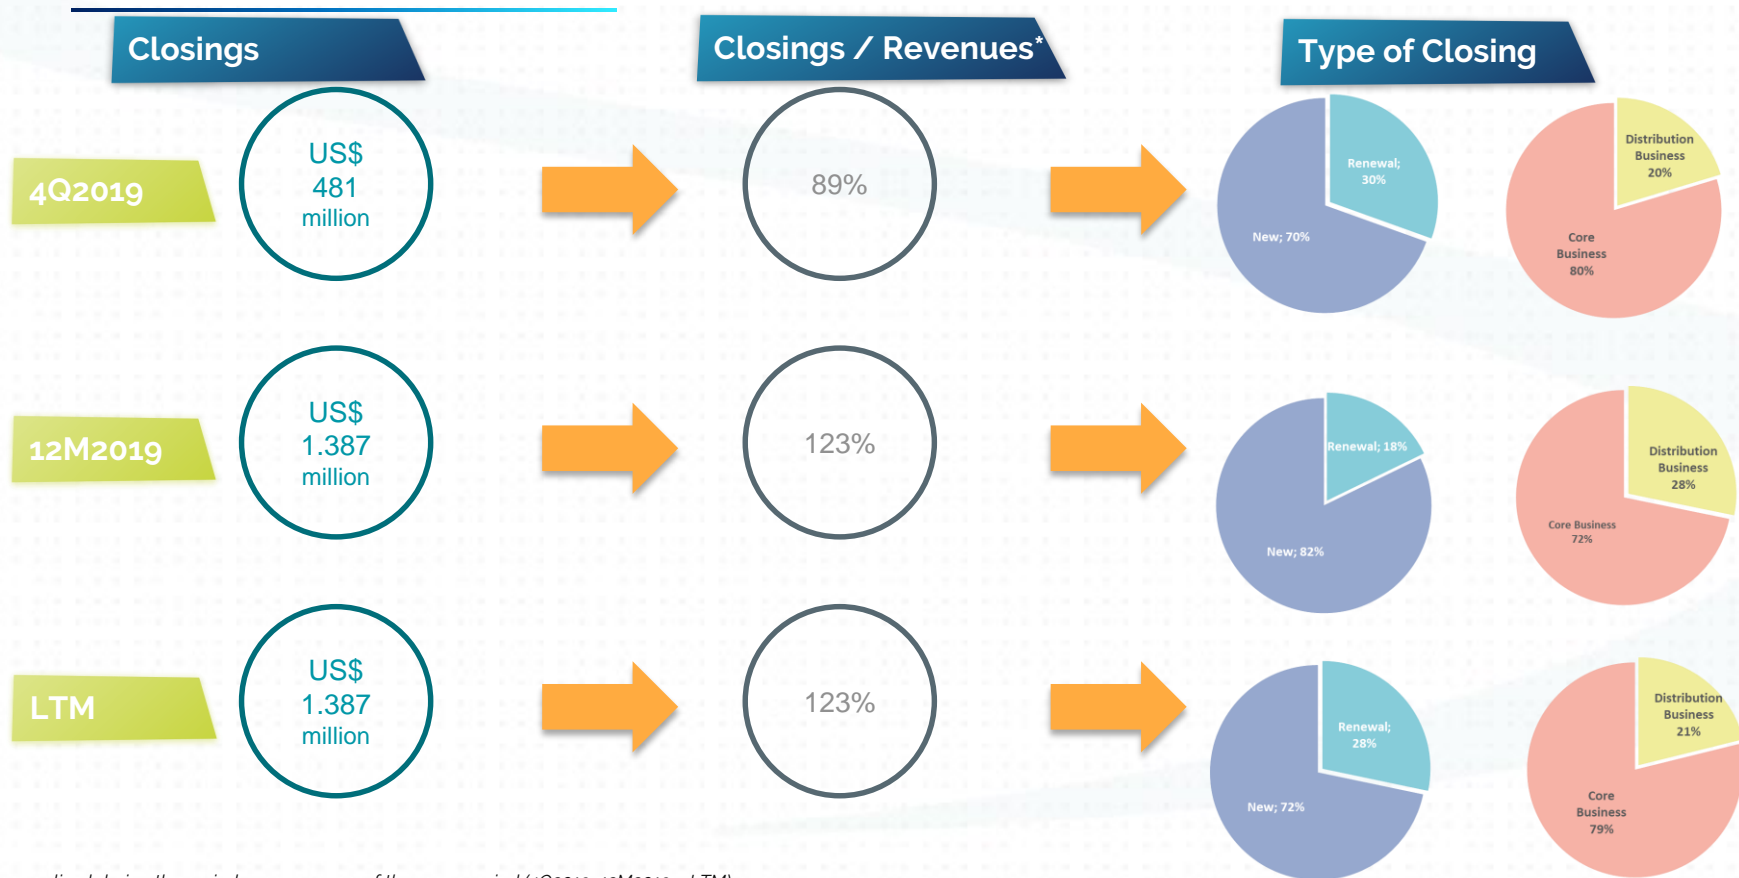 Closings
Closings / Revenues*
Type of Closing
4Q2019
US$
481
million
89%
Renewal;
30%
New; 70%
Distribution
Business
20%
Core
Business
80%
12M2019
US$
1.387
million
123%
Renewal; 18%
New; 82%
Distribution
Business
28%
Core Business
72%
LTM
US$
1.387
million
123%
Renewal;
28%
New; 72%
Distribution
Business
21%
Core
Business
79%